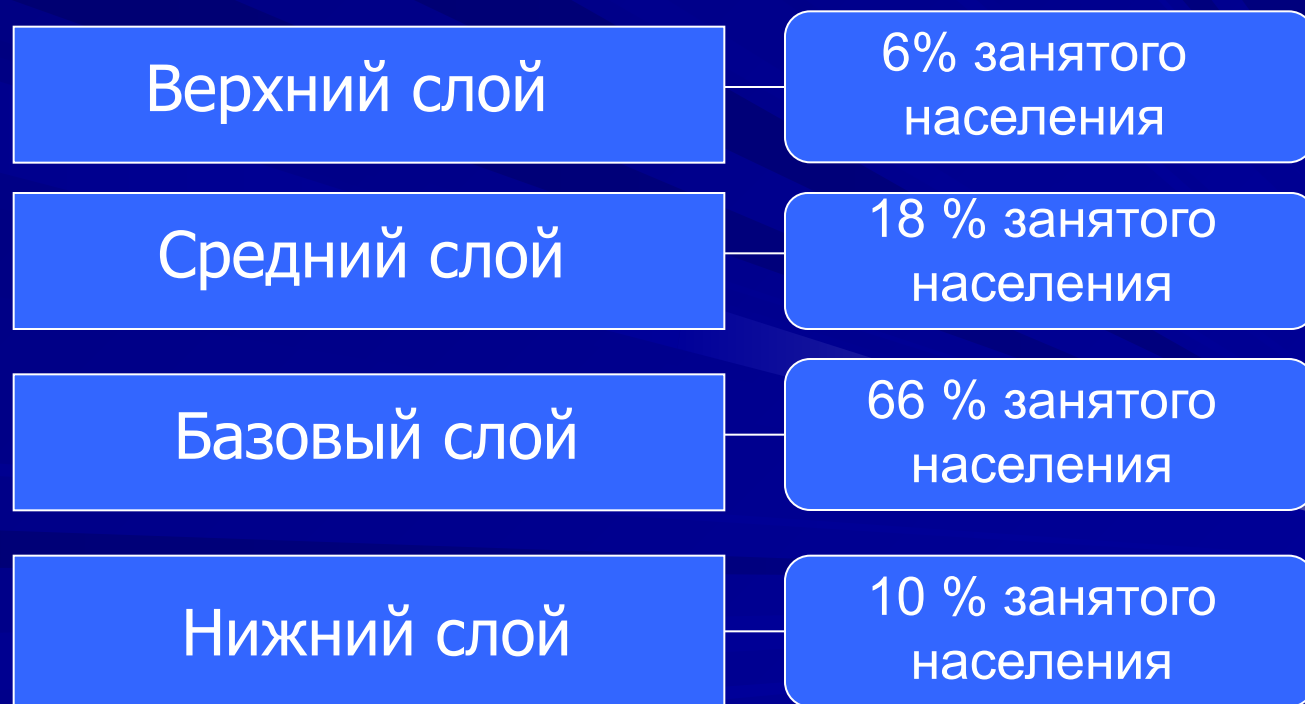 Верхний слой
6% занятого
населения
Средний слой
18 % занятого
населения
Базовый слой
66 % занятого
населения
Нижний слой
10 % занятого
населения